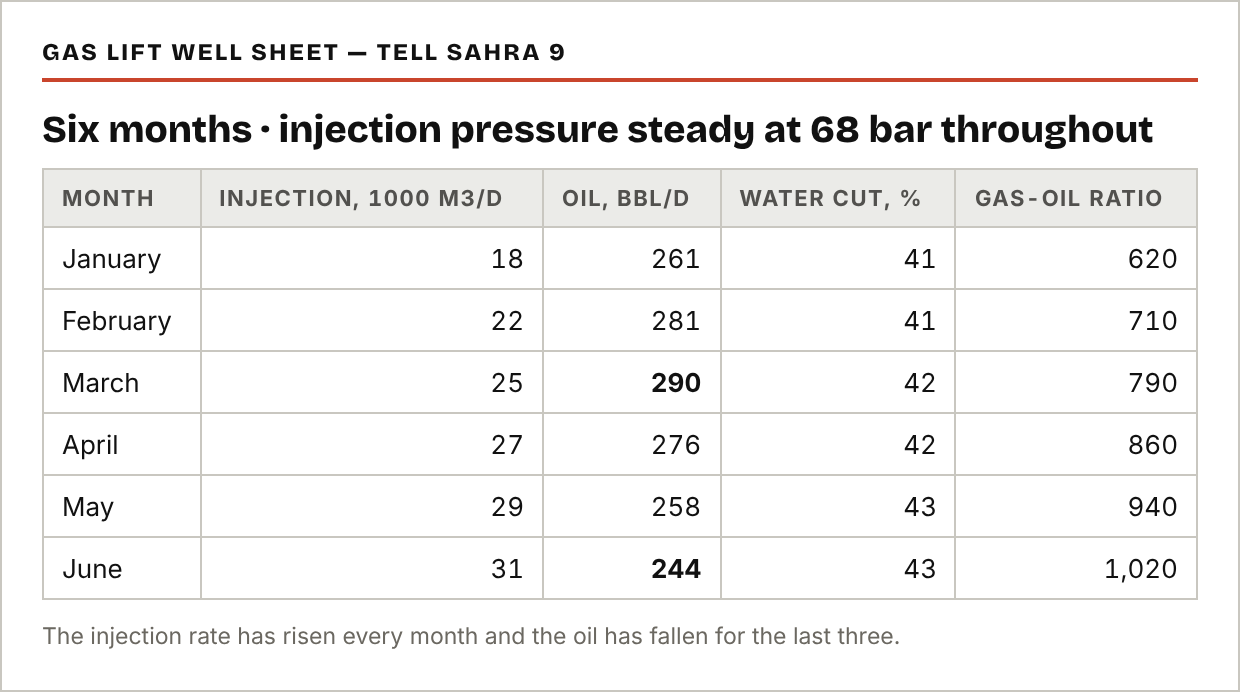 GAS LIFT WELL SHEET — TELL SAHRA 9
Six months · injection pressure steady at 68 bar throughout
MONTH INJECTION, 1000 M3/D OIL, BBL/D WATER CUT, % GAS-OIL RATIO
January 18 261 41 620
February 22 281 41 710
March 25 290 42 790
April 27 276 42 860
May 29 258 43 940
June 31 244 43 1,020
The injection rate has risen every month and the oil has fallen for the last three.